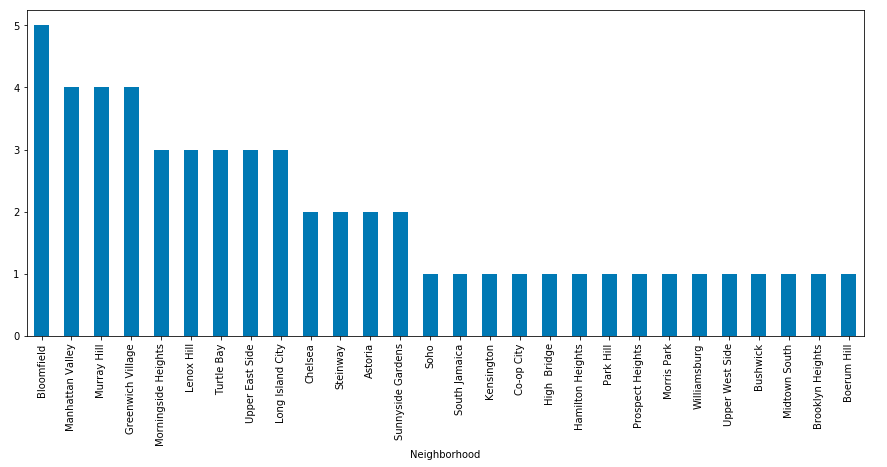 5
4
3
2
1
0
Bloomfield
Manhattan Valley
Murray Hill
Greenwich Village
Morningside Heights
Lenox Hill
Turtle Bay
Upper East Side
Long Island City
Chelsea
Steinway
Astoria
Sunnyside Gardens
Soho
South Jamaica
Kensington
Co-op City
High  Bridge
Hamilton Heights
Park Hill
Prospect Heights
Morris Park
Williamsburg
Upper West Side
Bushwick
Midtown South
Brooklyn Heights
Boerum Hill
Neighborhood